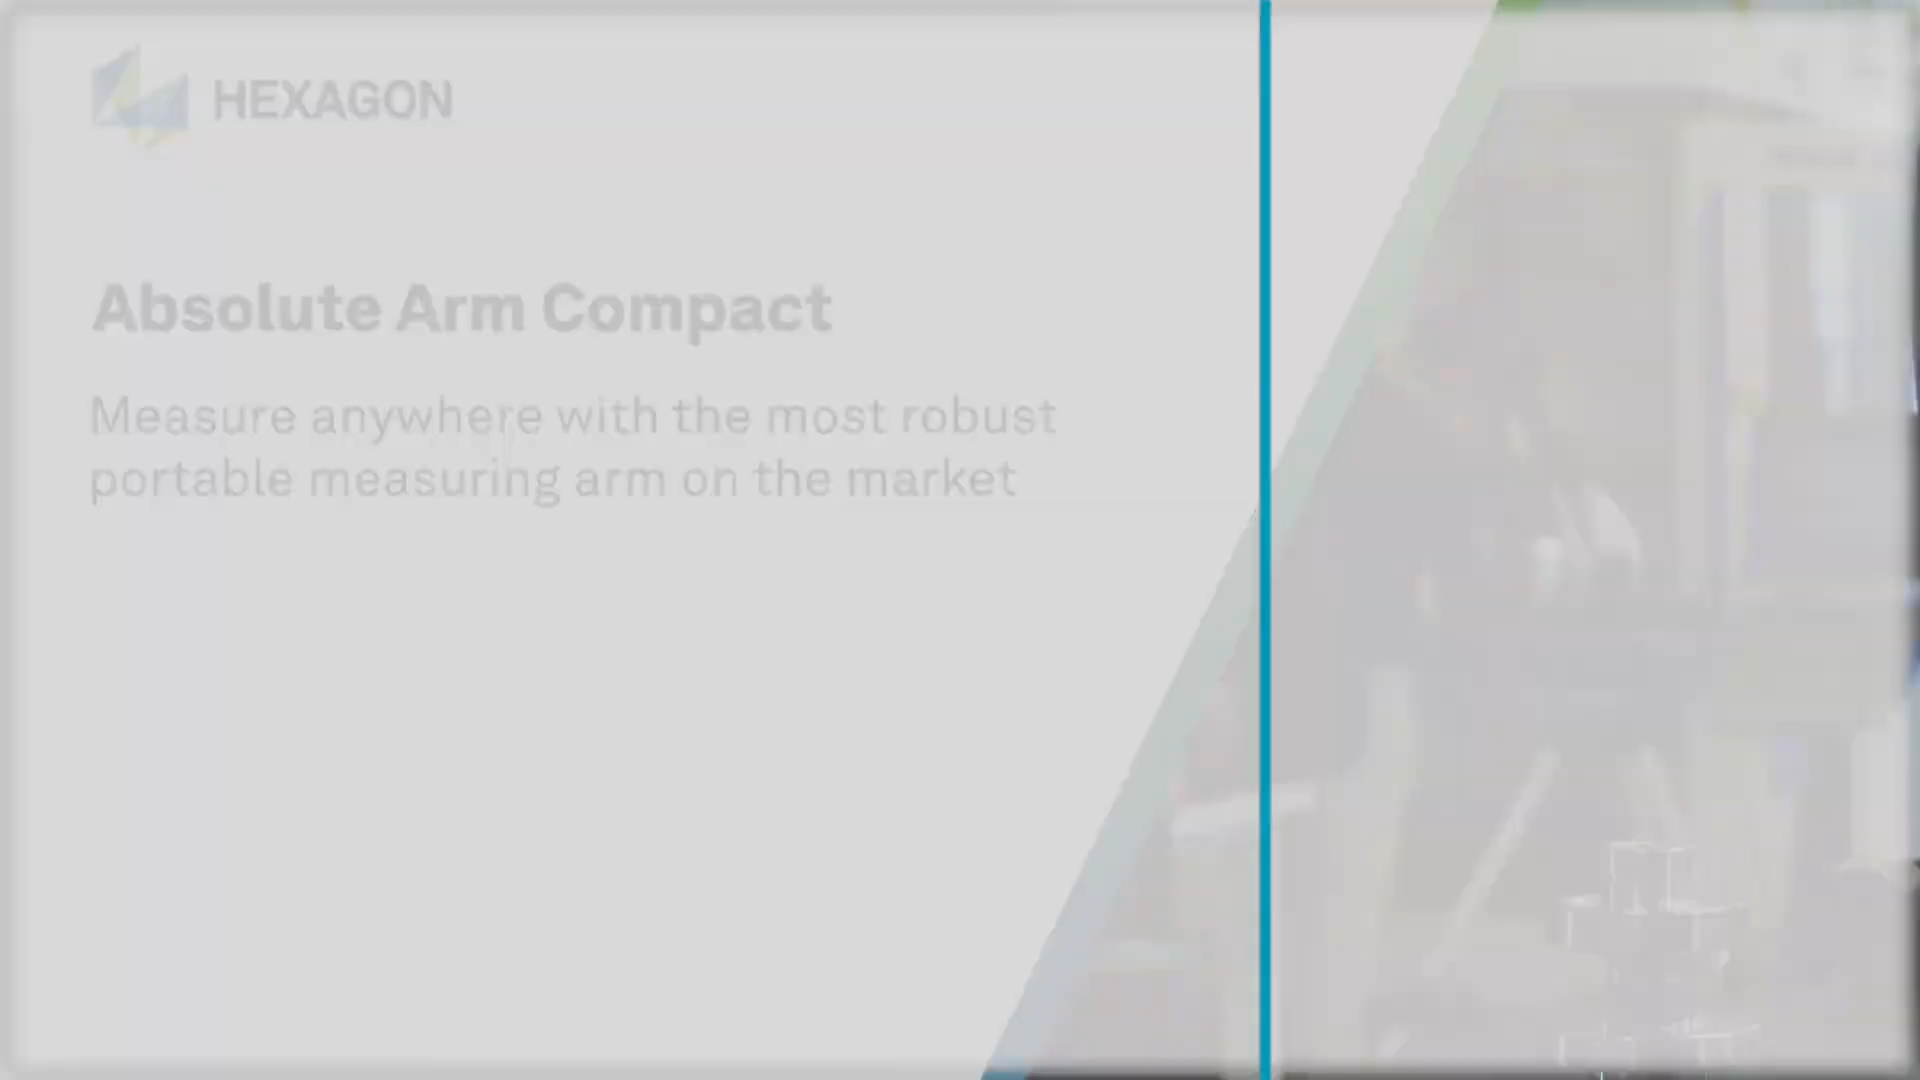 HEXAGON
Absolute Arm Compact
Measure anywhere with the most robust
portable measuring arm on the market